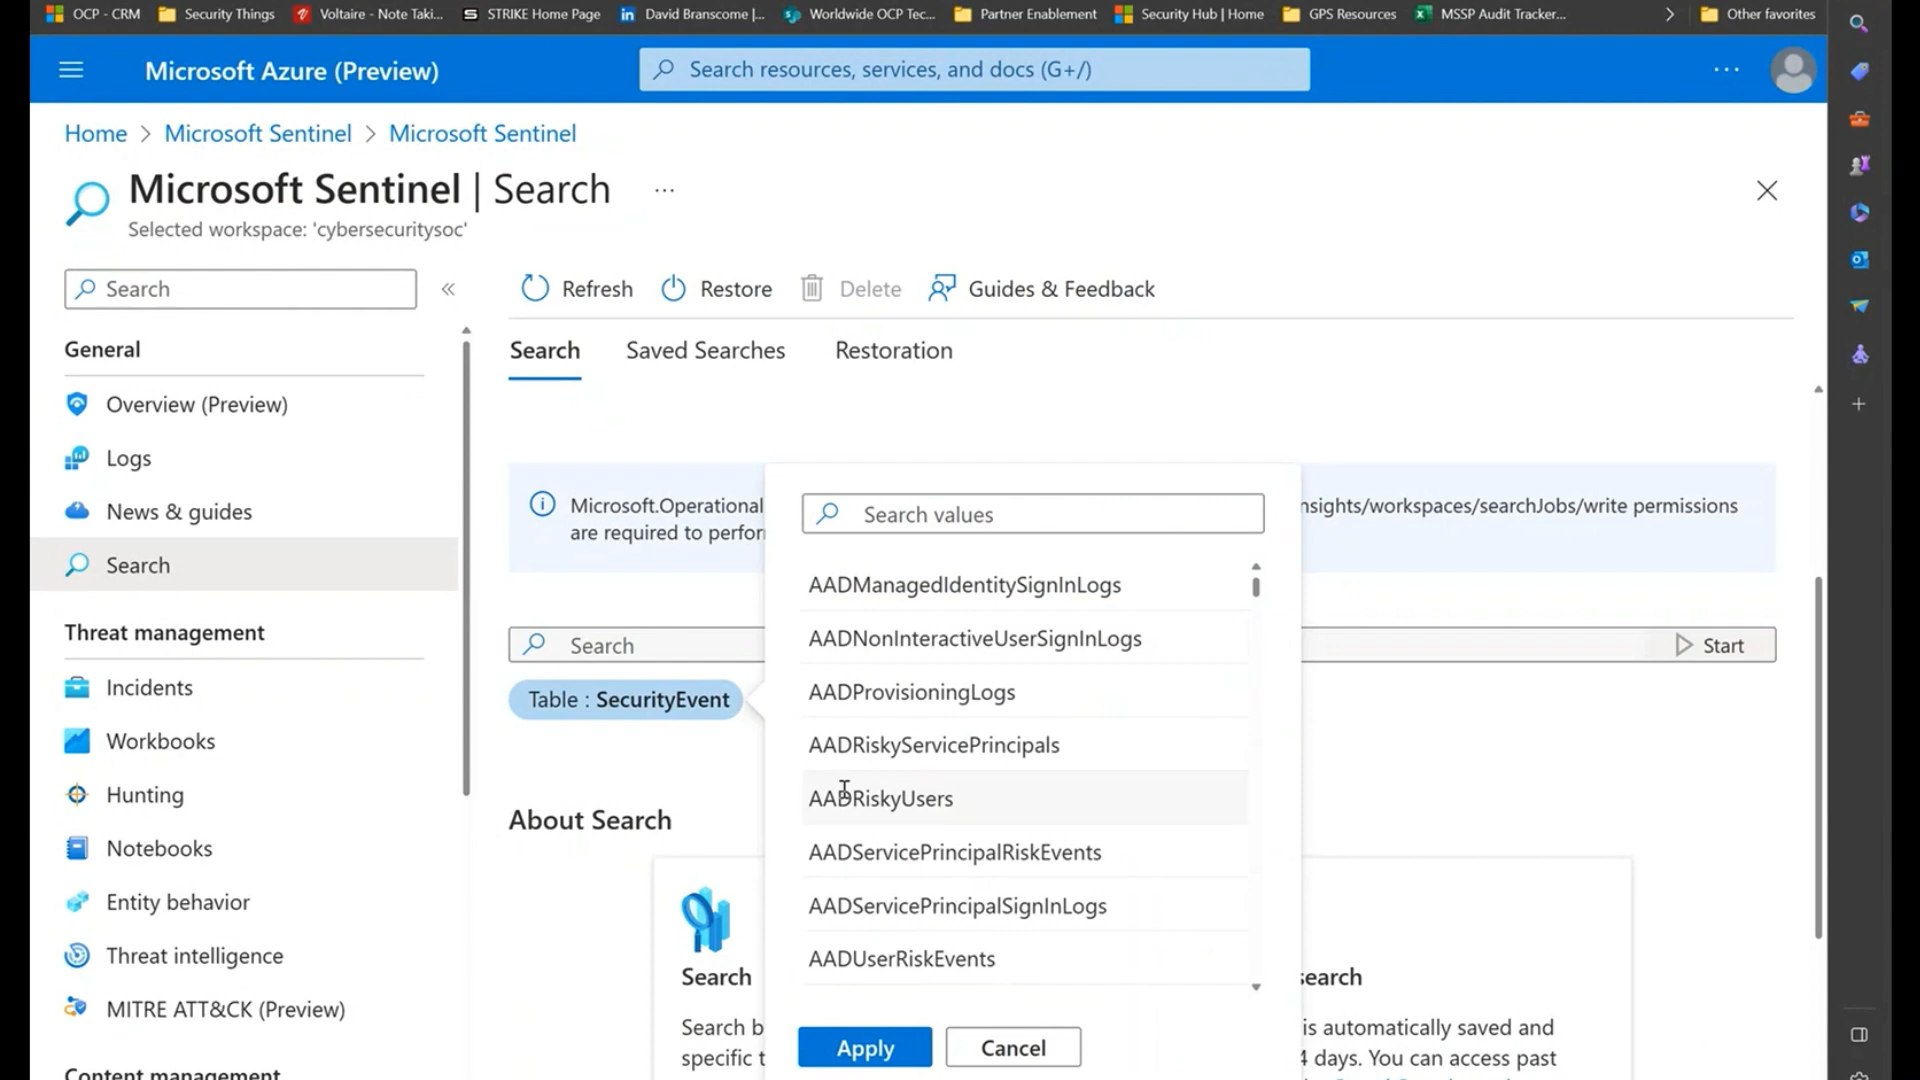 OCP - CRM
Security Things
Voltaire - Note Taki...
STRIKE Home Page
David Branscome |...
Worldwide OCP Tec...
Partner Enablement
Security Hub | Home
GPS Resources
MSSP Audit Tracker...
Other favorites
Microsoft Azure (Preview)
Search resources, services, and docs (G+/)
Home > Microsoft Sentinel > Microsoft Sentinel
Microsoft Sentinel | Search
Selected workspace: 'cybersecuritysoc'
Search
General
Overview (Preview)
Logs
News & guides
Search
Threat management
Incidents
Workbooks
Hunting
Notebooks
Entity behavior
Threat intelligence
MITRE ATT&CK (Preview)
Content management
Refresh
Restore
Delete
Guides & Feedback
Search
Saved Searches
Restoration
Microsoft.Operational nsights/workspaces/searchJobs/write permissions
are required to perfor
Search
Start
Table : SecurityEvent
Search values
AADManagedIdentitySignInLogs
AADNonInteractiveUserSignInLogs
AADProvisioningLogs
AADRiskyServicePrincipals
AADRiskyUsers
AADServicePrincipalRiskEvents
AADServicePrincipalSignInLogs
AADUserRiskEvents
Apply
Cancel
About Search
Search
Search b
specific t
search
is automatically saved and
4 days. You can access past